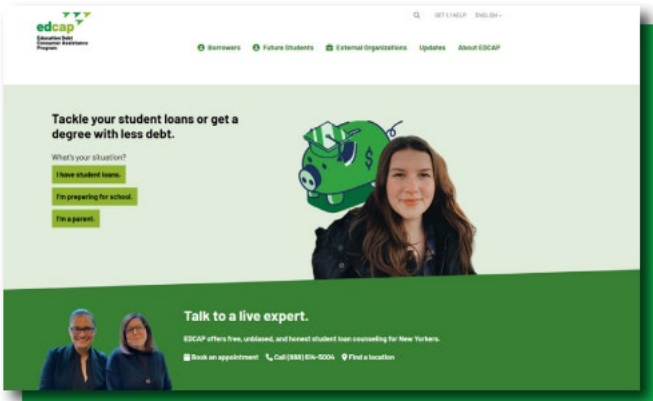 edcap
Education Debt
Consumer Assistance
Program
GET 1:1 HELP ENGLISH
Borrowers Future Students External Organizations Updates About EDCAP
Tackle your student loans or get a
degree with less debt.
What's your situation?
I have student loans.
I'm preparing for school.
I'm a parent.
$
Talk to a live expert.
EDCAP offers free, unbiased, and honest student loan counseling for New Yorkers.
Book an appointment Call (888) 614-5004 Find a location